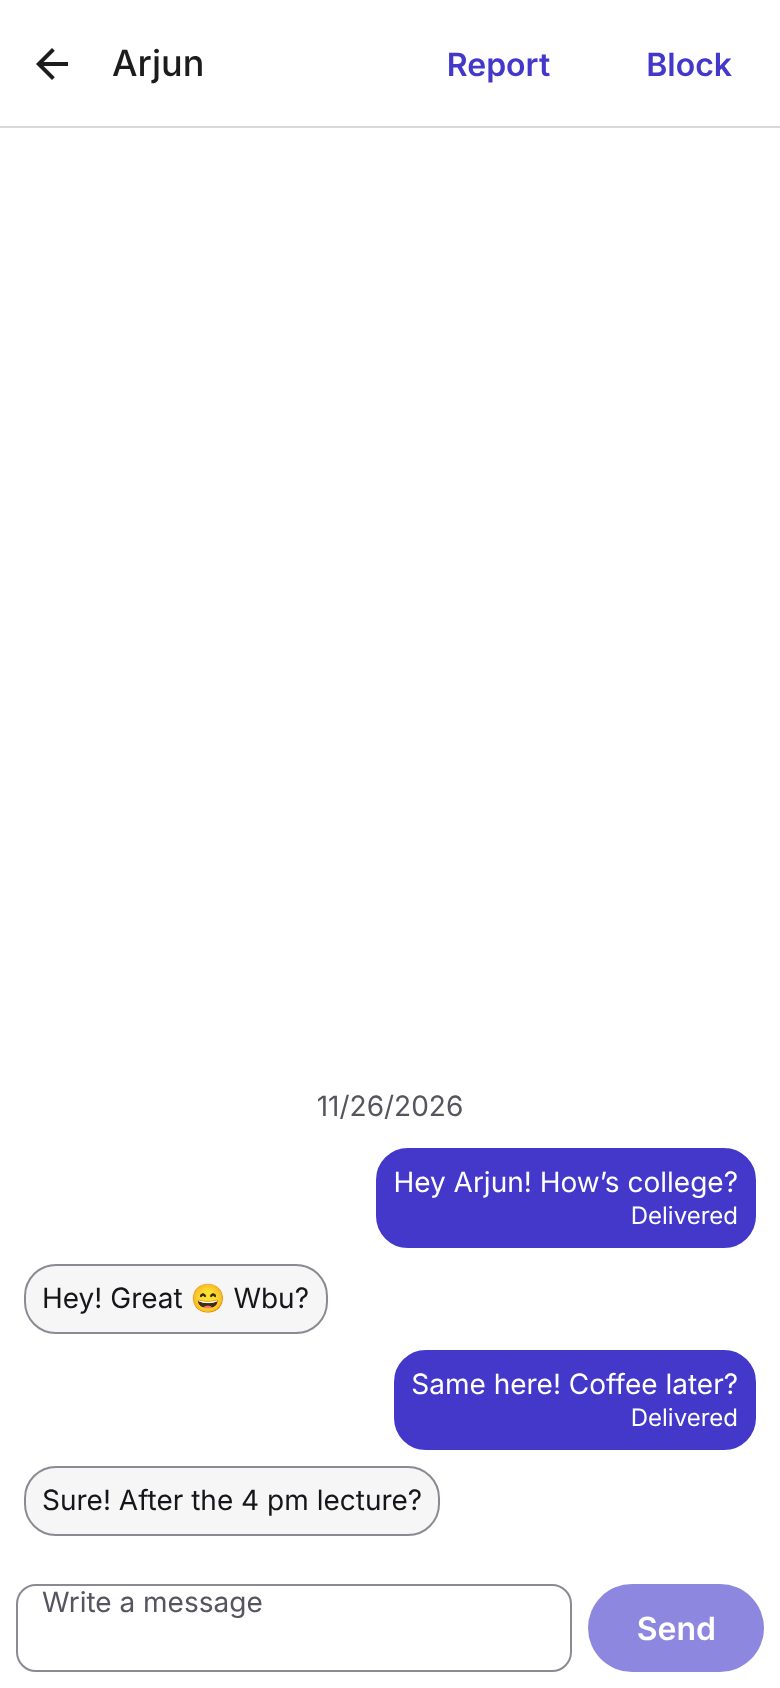 Arjun Report Block
11/26/2026
Hey Arjun! How’s college?
Delivered
Hey! Great 😄 Wbu?
Same here! Coffee later?
Delivered
Sure! After the 4 pm lecture?
Write a message
Send